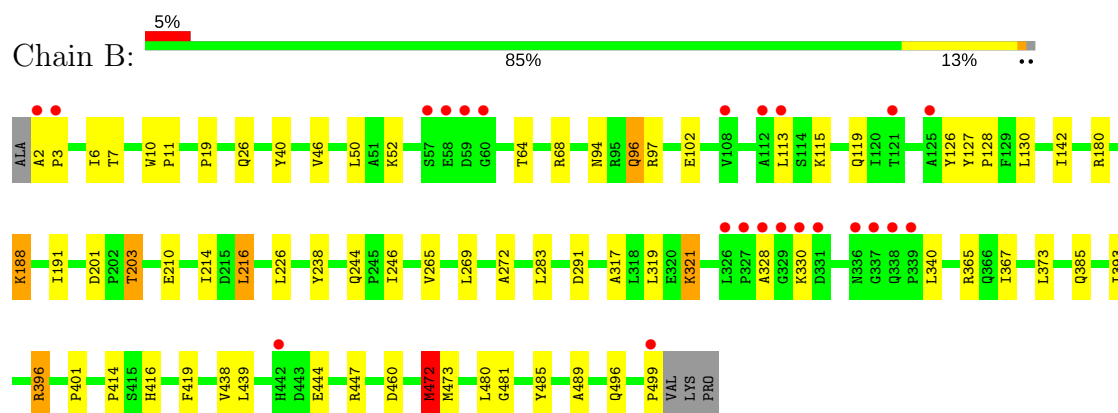 5%
Chain B:
85% 13% ••
ALA A2 P3 I6 T7 W10 P11 P19 Q26 Y40 V46 L50 A51 K52 S57 E58 D59 G60 T64 R68 N94 R95 Q96 R97 E102 V108 A112 L113 S114 K115 Q119 I120 T121 A125 Y126 Y127 P128 F129 L130 I142 R180
K188 I191 D201 P202 T203 E210 I214 D215 L216 L226 Y238 Q244 P245 I246 V265 L269 A272 L283 D291 A317 L318 L319 E320 K321 L326 P327 A328 G329 K330 D331 N336 G337 Q338 P339 L340 R365 Q366 I367 L373 Q385 I393
R396 P401 P414 S415 H416 F419 V438 L439 H442 D443 E444 R447 D460 M472 M473 L480 G481 Y485 A489 Q496 P499 VAL LYS PRO